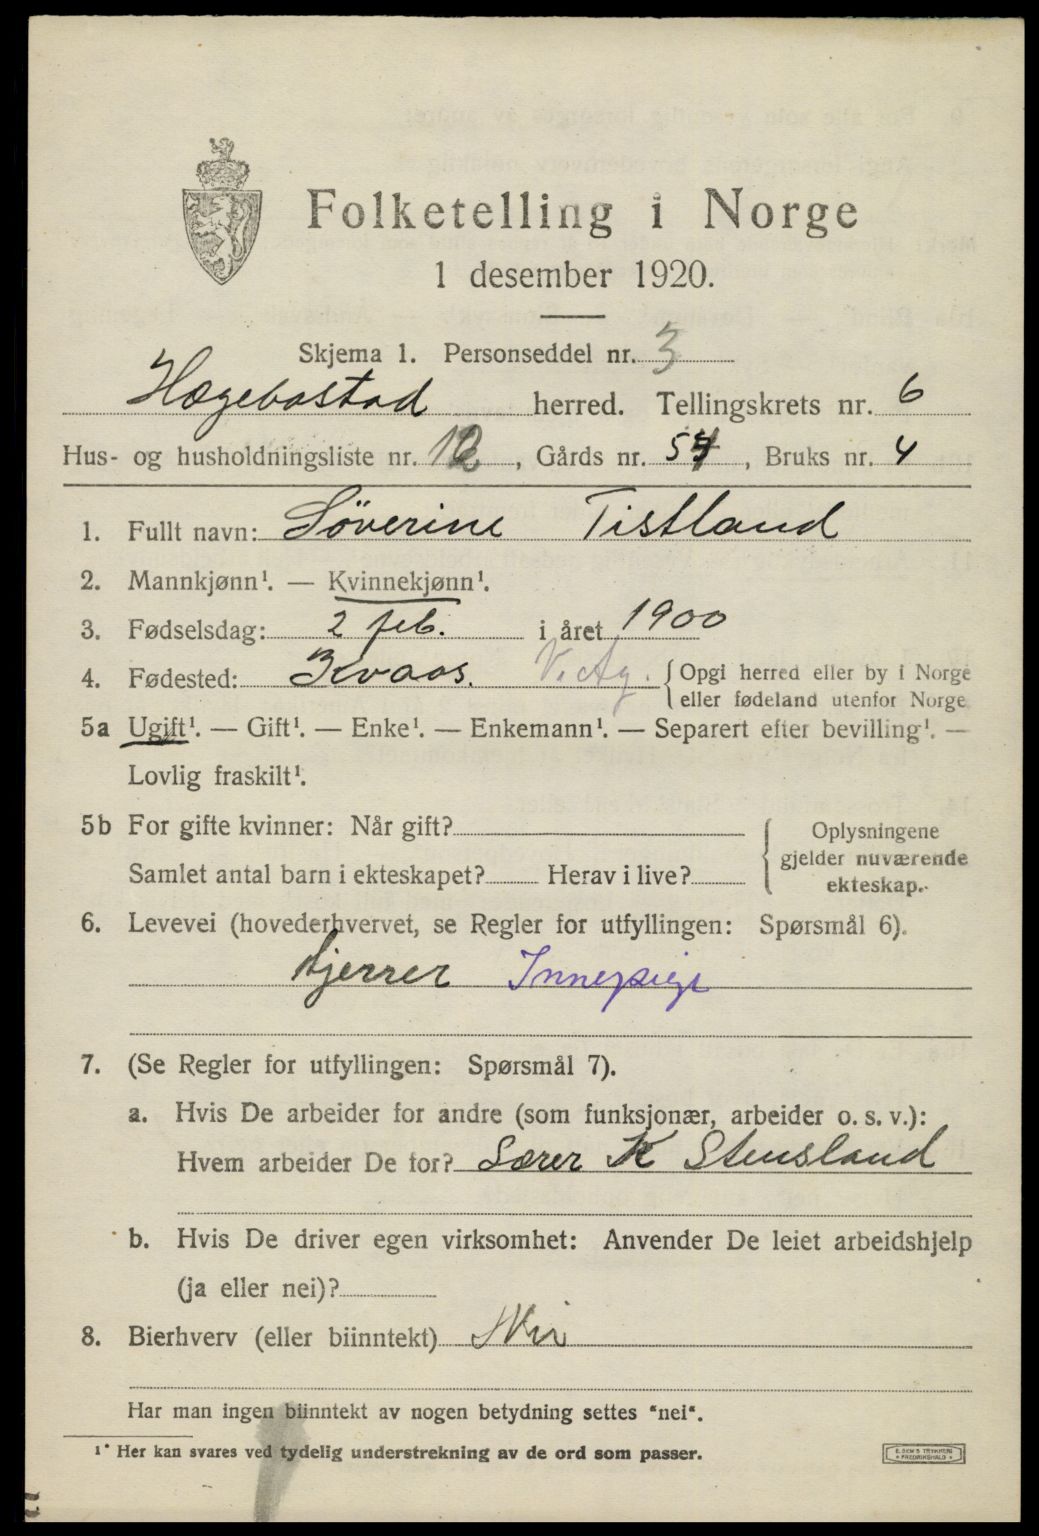 Folketelling i Norge
1 desember 1920.
Skjema 1. Personseddel nr. 3
Hægebostad herred. Tellingskrets nr. 6
Hus- og husholdningsliste nr. 12, Gårds nr. 54, Bruks nr. 4
1. Fullt navn: Söverine Tistland
2. Mannkjønn¹. — Kvinnekjønn¹.
3. Fødselsdag: 2 feb. i året 1900
4. Fødested: Kvaas. V. Ag. { Opgi herred eller by i Norge
eller fødeland utenfor Norge
5a Ugift¹. — Gift¹. — Enke¹. — Enkemann¹. — Separert efter bevilling¹. —
Lovlig fraskilt¹.
5b For gifte kvinner: Når gift?
Samlet antal barn i ekteskapet? Herav i live?
{ Oplysningene
gjelder nuværende
ekteskap.
6. Levevei (hovederhvervet, se Regler for utfyllingen: Spørsmål 6).
tjerrer Innepige
7. (Se Regler for utfyllingen: Spørsmål 7).
a. Hvis De arbeider for andre (som funksjonær, arbeider o. s. v.):
Hvem arbeider De for? Lærer K Stensland
b. Hvis De driver egen virksomhet: Anvender De leiet arbeidshjelp
(ja eller nei)?
8. Bierhverv (eller biinntekt)
Har man ingen biinntekt av nogen betydning settes "nei".
¹ Her kan svares ved tydelig understrekning av de ord som passer.